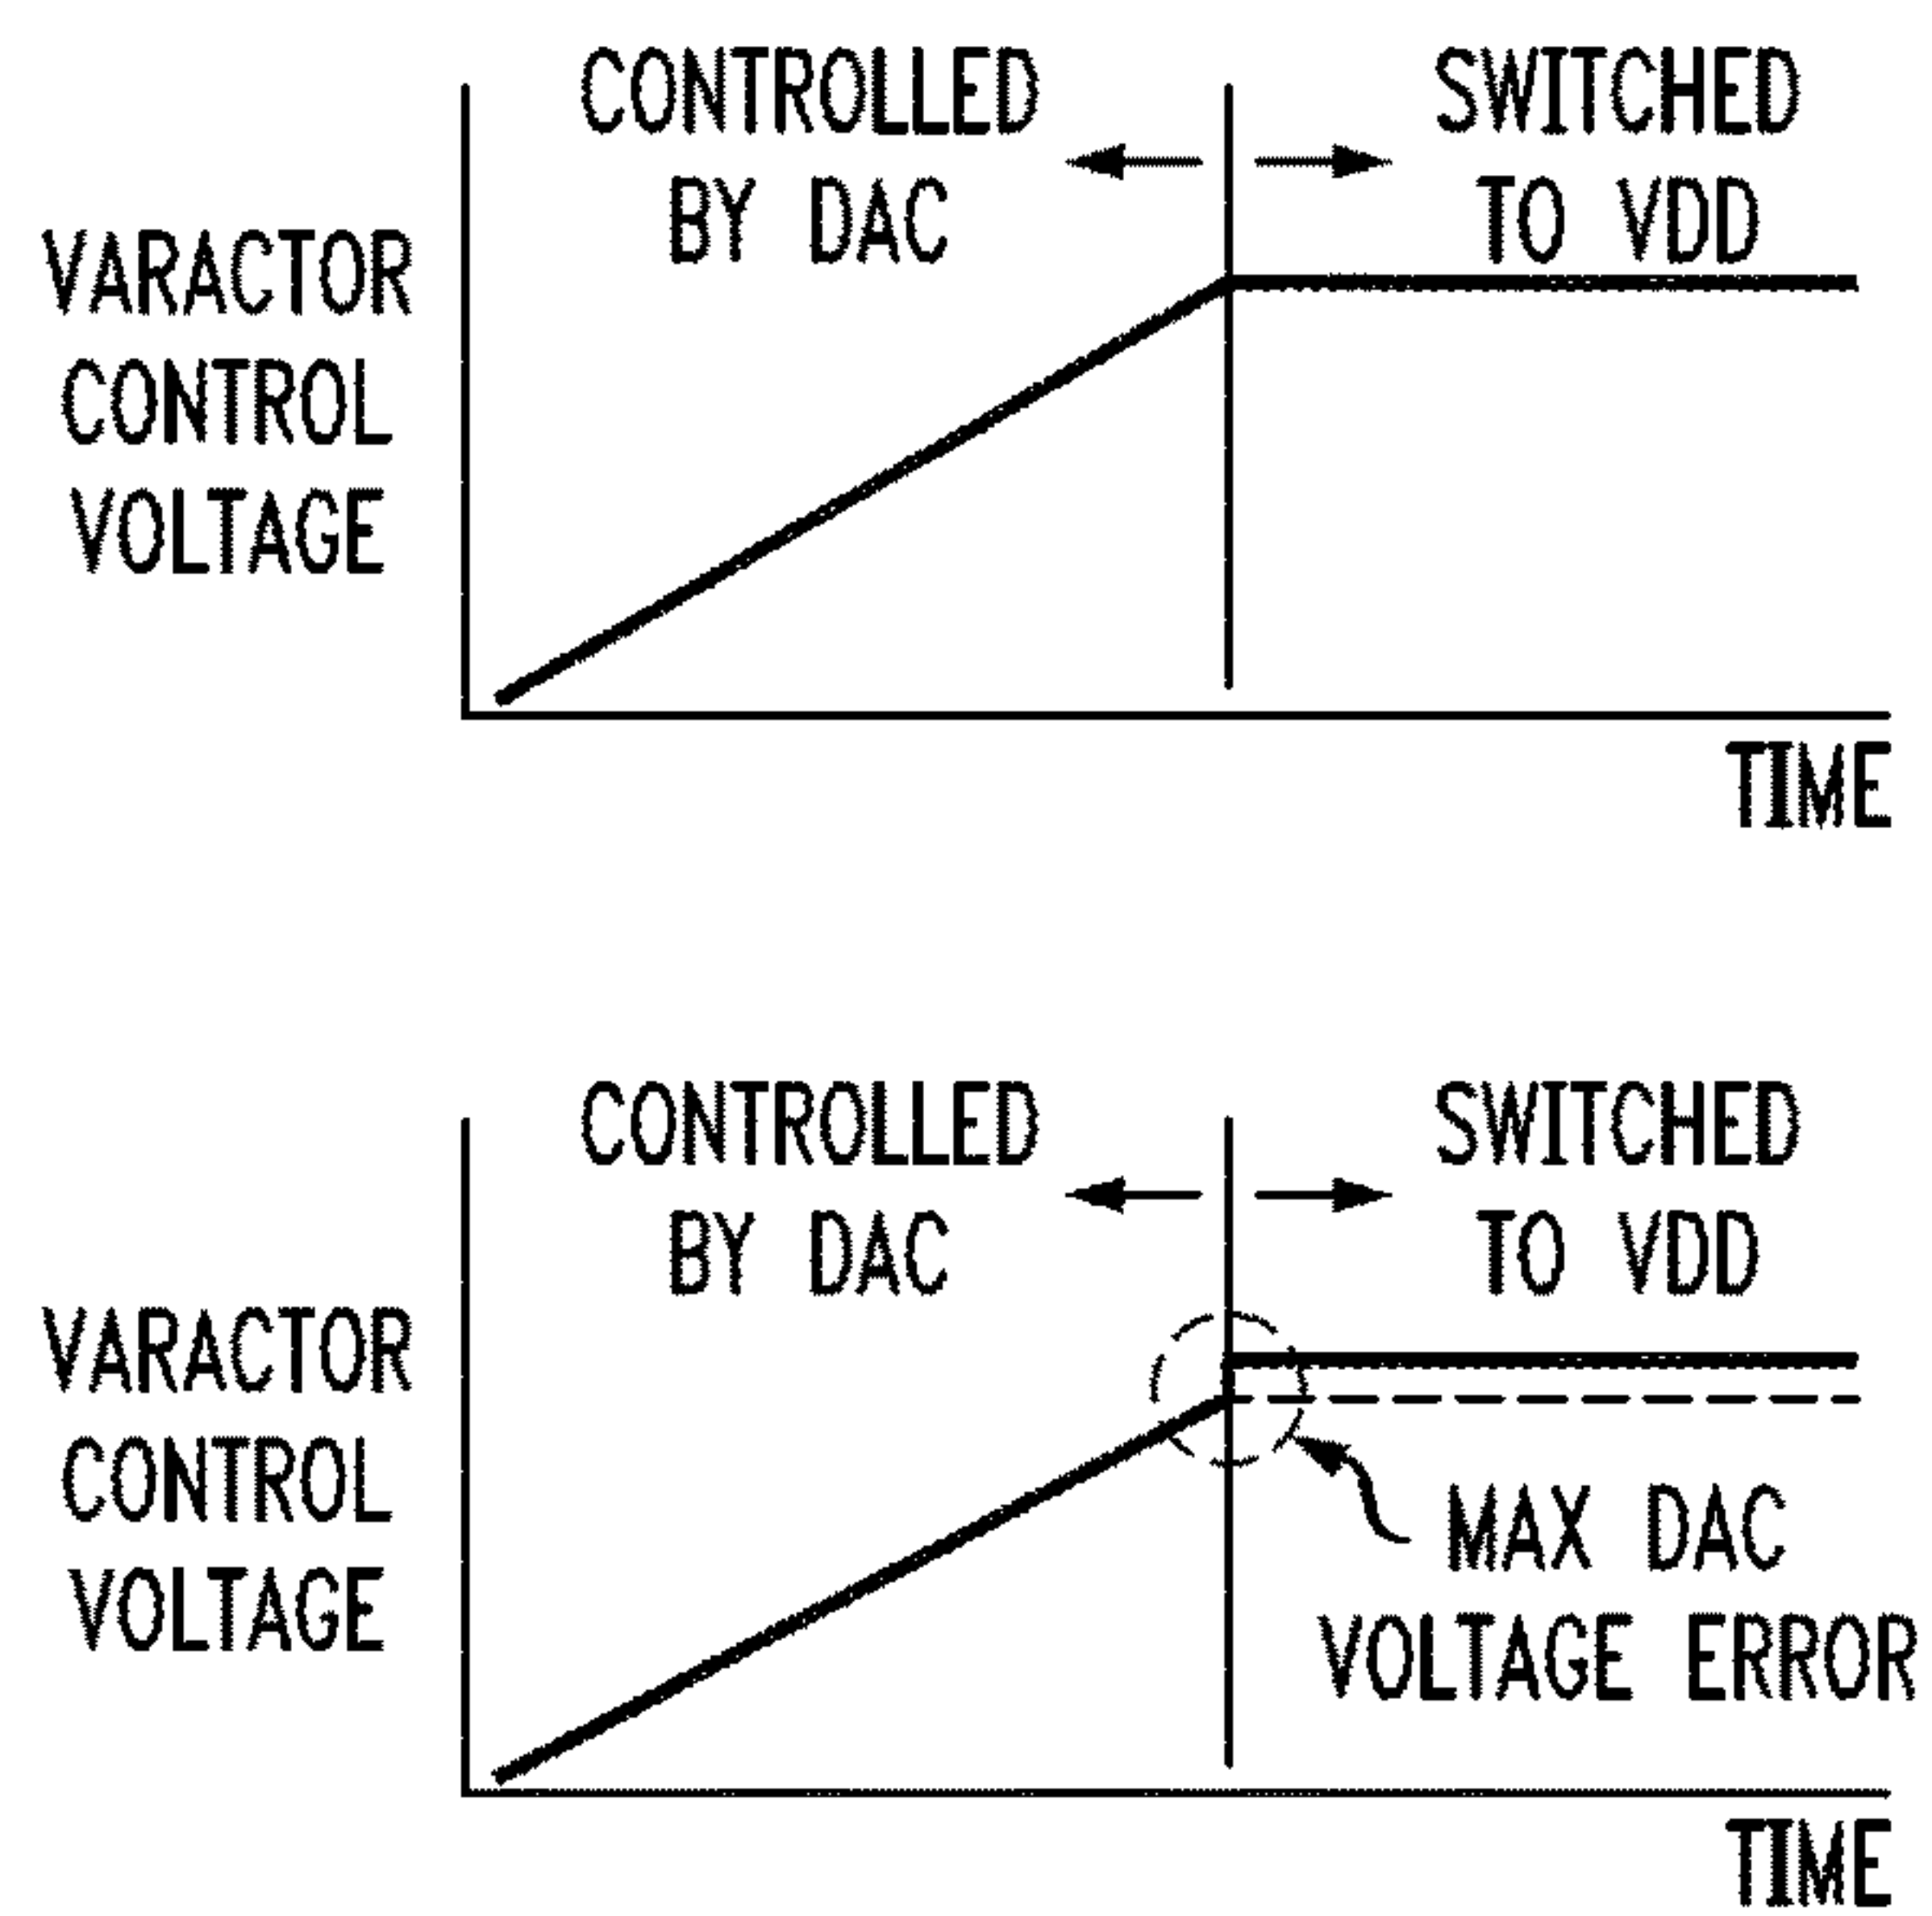 CONTROLLED
BY DAC
SWITCHED
TO VDD
VARACTOR
CONTROL
VOLTAGE
TIME
CONTROLLED
BY DAC
SWITCHED
TO VDD
VARACTOR
CONTROL
VOLTAGE
MAX DAC
VOLTAGE ERROR
TIME